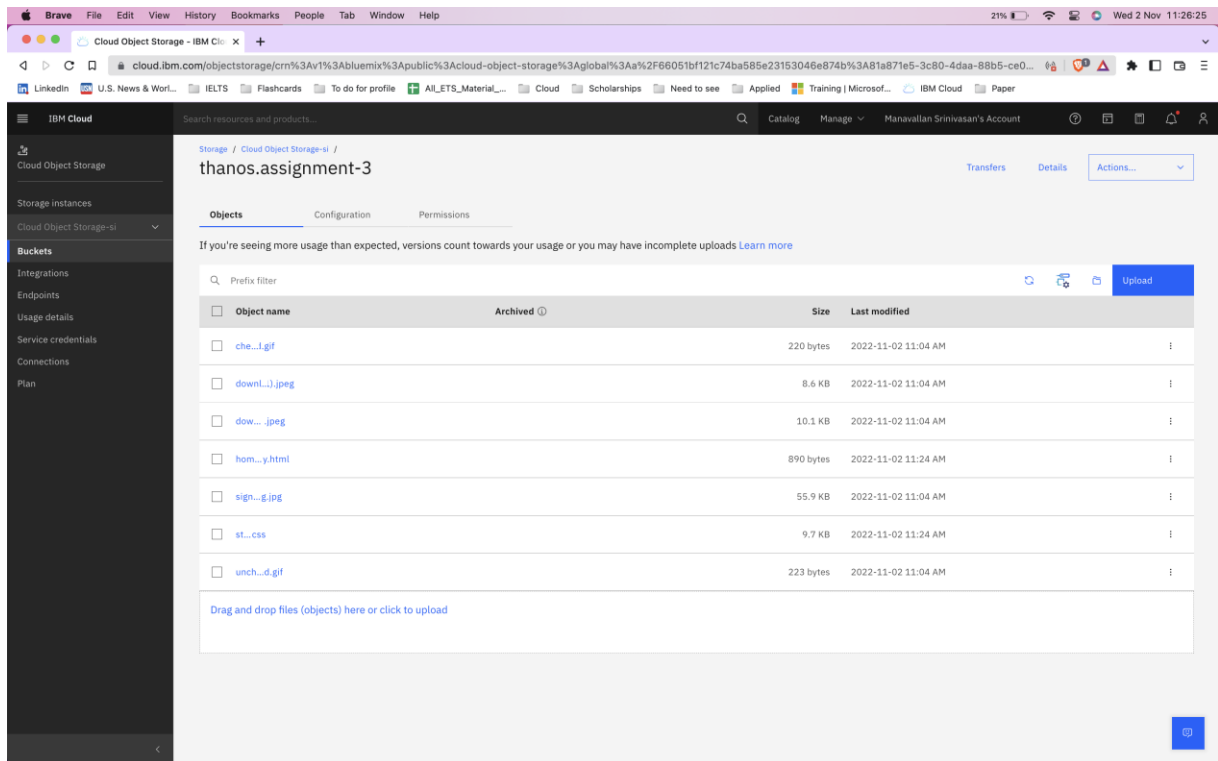 Brave File Edit View History Bookmarks People Tab Window Help 21% Wed 2 Nov 11:26:25
Cloud Object Storage - IBM Clo × +
cloud.ibm.com/objectstorage/crn%3Av1%3Abluemix%3Apublic%3Acloud-object-storage%3Aglobal%3Aa%2F66051bf121c74ba585e23153046e874b%3A81a871e5-3c80-4daa-88b5-ce0...
LinkedIn U.S. News & Worl... IELTS Flashcards To do for profile All_ETS_Material_... Cloud Scholarships Need to see Applied Training | Microsof... IBM Cloud Paper
IBM Cloud Search resources and products... Catalog Manage Manavallan Srinivasan's Account
Cloud Object Storage
Storage instances
Cloud Object Storage-si
Buckets
Integrations
Endpoints
Usage details
Service credentials
Connections
Plan
Storage / Cloud Object Storage-si /
thanos.assignment-3
Transfers Details Actions...
Objects Configuration Permissions
If you're seeing more usage than expected, versions count towards your usage or you may have incomplete uploads Learn more
Prefix filter Upload
Object name Archived Size Last modified
220 bytes 2022-11-02 11:04 AM
8.6 KB 2022-11-02 11:04 AM
dow... .jpeg 10.1 KB 2022-11-02 11:04 AM
hom...y.html 890 bytes 2022-11-02 11:24 AM
sign...g.jpg 55.9 KB 2022-11-02 11:04 AM
st...css 9.7 KB 2022-11-02 11:24 AM
unch...d.gif 223 bytes 2022-11-02 11:04 AM
Drag and drop files (objects) here or click to upload